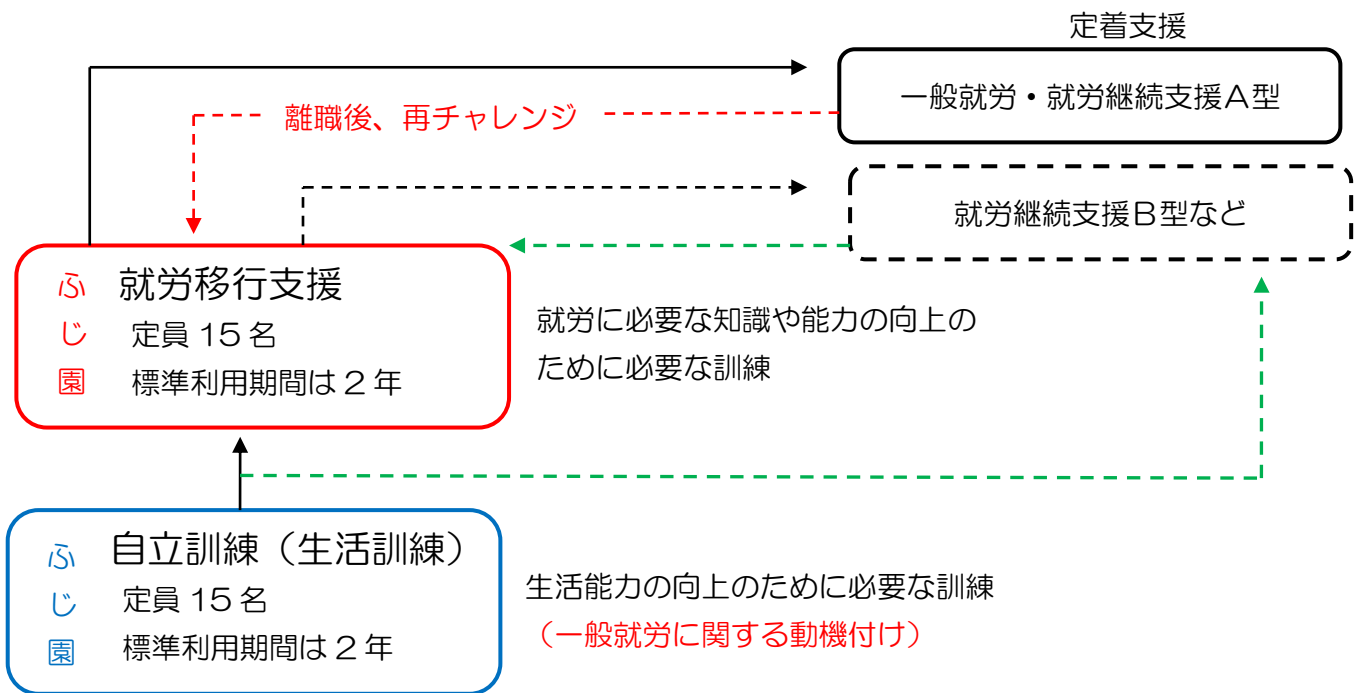 定着支援
一般就労・就労継続支援A型
離職後、再チャレンジ
就労継続支援B型など
ふじ園
就労移行支援
定員 15 名
標準利用期間は 2 年
就労に必要な知識や能力の向上の
ために必要な訓練
ふじ園
自立訓練（生活訓練）
定員 15 名
標準利用期間は 2 年
生活能力の向上のために必要な訓練
（一般就労に関する動機付け）